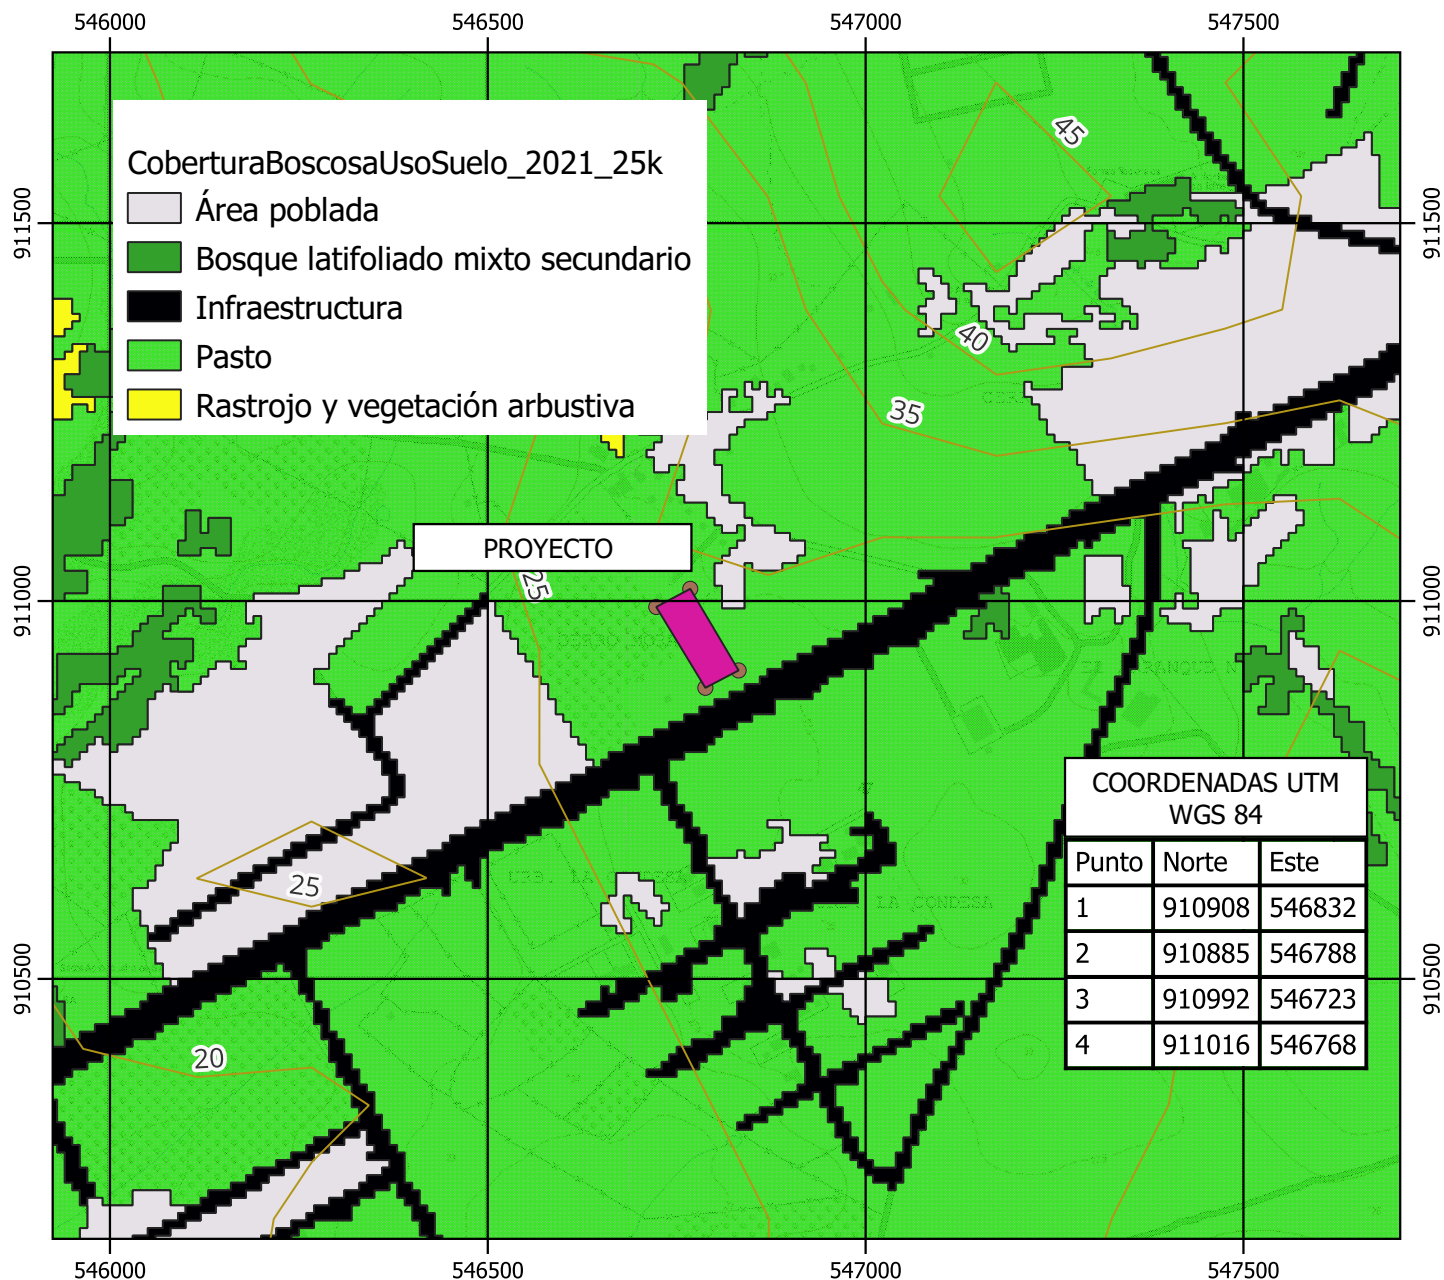 546000 546500 547000 547500
CoberturaBoscosaUsoSuelo_2021_25k
Área poblada
Bosque latifoliado mixto secundario
Infraestructura
Pasto
Rastrojo y vegetación arbustiva
45
911500 911500
40
35
PROYECTO
25
911000 911000
COORDENADAS UTM
WGS 84
Punto Norte Este
1 910908 546832
2 910885 546788
3 910992 546723
4 911016 546768
25
LA CONDESA
910500 910500
20
546000 546500 547000 547500